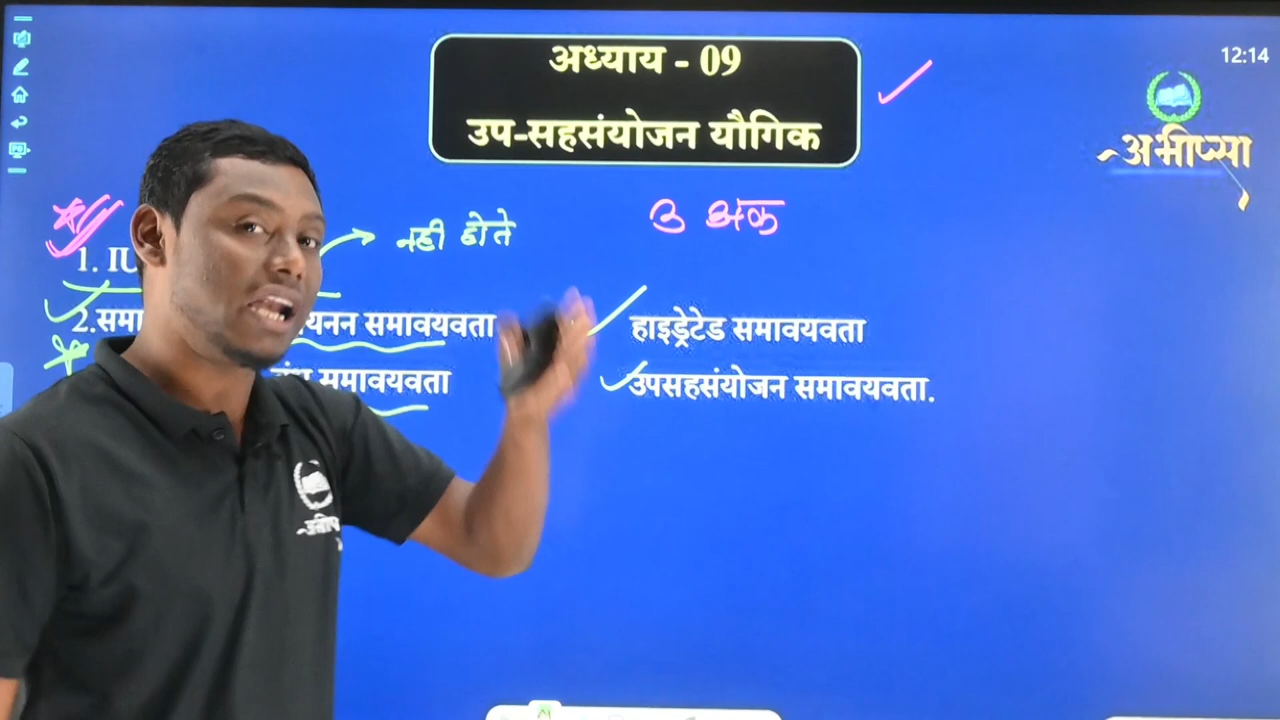 अध्याय - 09
उप-सहसंयोजन यौगिक
12:14
अभीप्सा
3 अंक
नही होते
1. IU
2.समा यनन समावयवता
हाइड्रेटेड समावयवता
समावयवता
उपसहसंयोजन समावयवता.